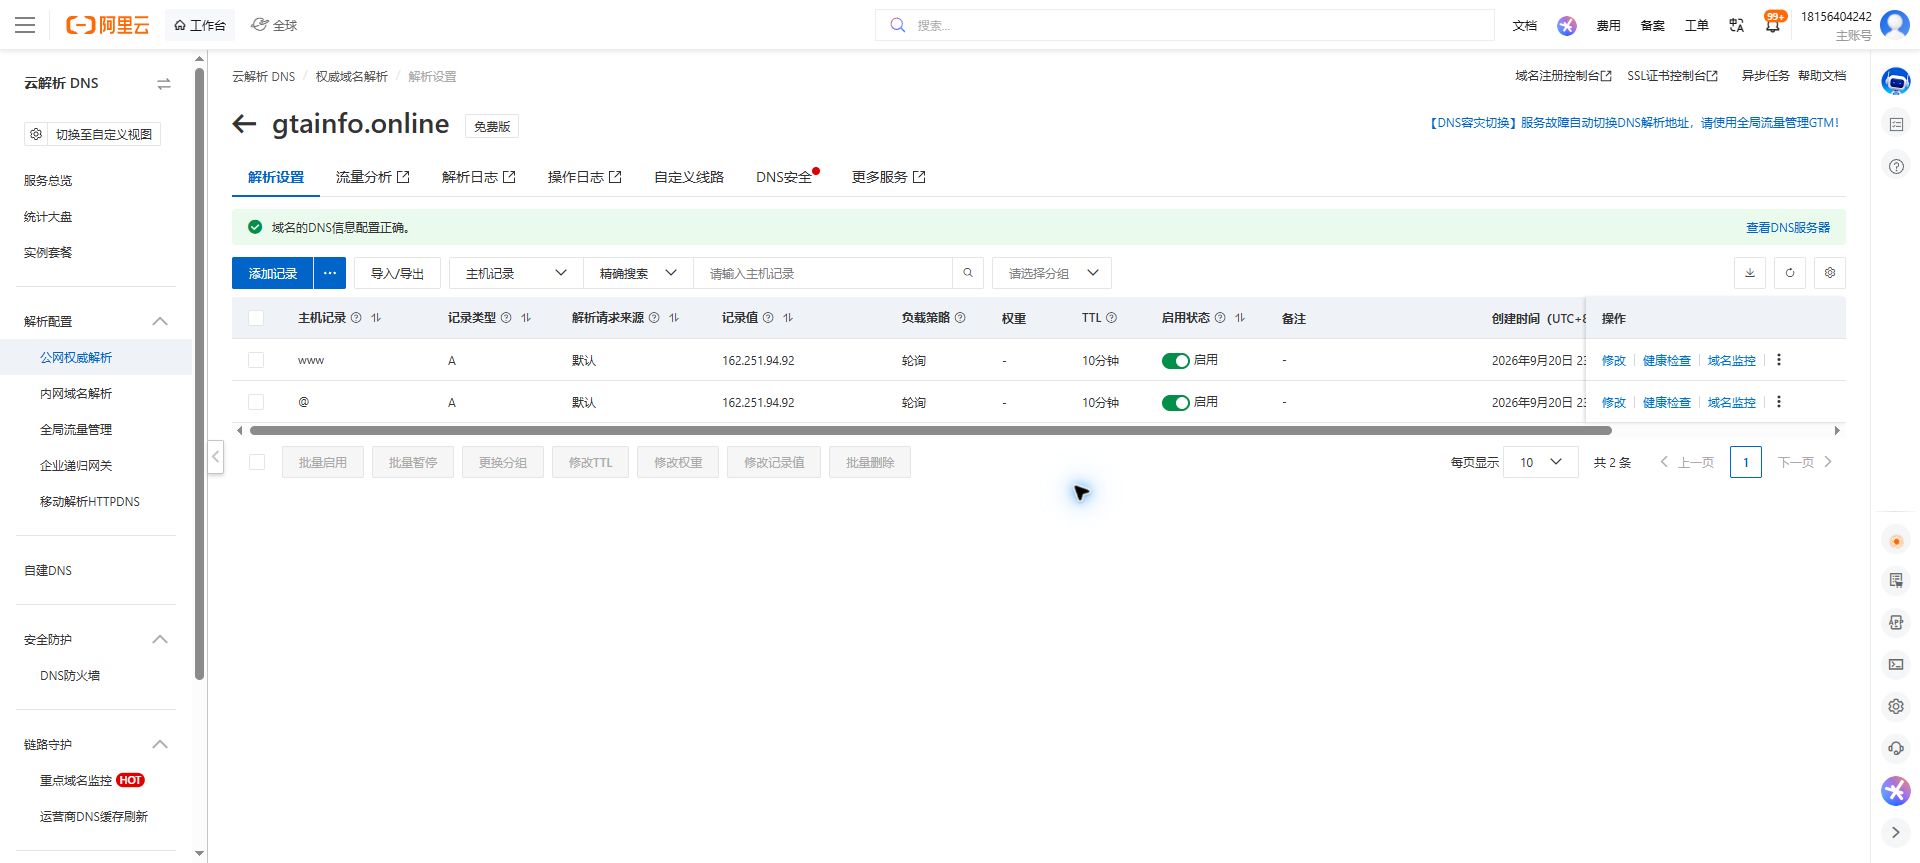 阿里云
工作台
全球
搜索...
文档
费用
备案
工单
99+
18156404242
主账号
云解析 DNS
切换至自定义视图
服务总览
统计大盘
实例套餐
解析配置
公网权威解析
内网域名解析
全局流量管理
企业递归网关
移动解析HTTPDNS
自建DNS
安全防护
DNS防火墙
链路守护
重点域名监控 HOT
运营商DNS缓存刷新
云解析 DNS / 权威域名解析 / 解析设置
域名注册控制台 SSL证书控制台 异步任务 帮助文档
gtainfo.online 免费版
【DNS容灾切换】服务故障自动切换DNS解析地址，请使用全局流量管理GTM！
解析设置 流量分析 解析日志 操作日志 自定义线路 DNS安全 更多服务
域名的DNS信息配置正确。 查看DNS服务器
添加记录 ... 导入/导出 主机记录 精确搜索 请输入主机记录 请选择分组
主机记录 记录类型 解析请求来源 记录值 负载策略 权重 TTL 启用状态 备注 创建时间（UTC+8 操作
www A 默认 162.251.94.92 轮询 - 10分钟 启用 - 2026年9月20日 23 修改 健康检查 域名监控
@ A 默认 162.251.94.92 轮询 - 10分钟 启用 - 2026年9月20日 23 修改 健康检查 域名监控
批量启用 批量暂停 更换分组 修改TTL 修改权重 修改记录值 批量删除 每页显示 10 共 2 条 上一页 1 下一页